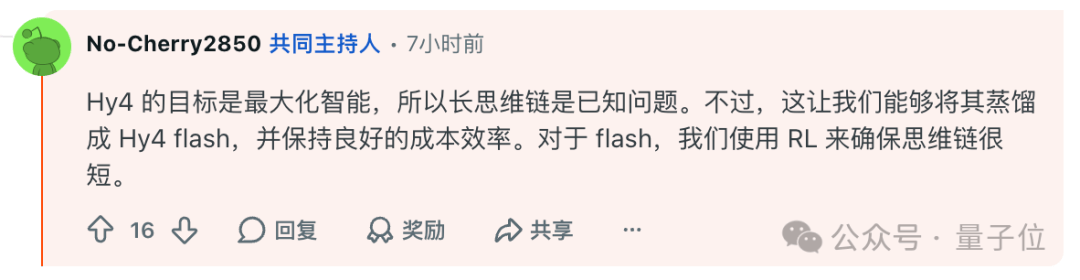 No-Cherry2850 共同主持人 • 7小时前
Hy4 的目标是最大化智能，所以长思维链是已知问题。不过，这让我们能够将其蒸馏
成 Hy4 flash，并保持良好的成本效率。对于 flash，我们使用 RL 来确保思维链很
短。
16 回复 奖励 共享 ···
公众号 · 量子位